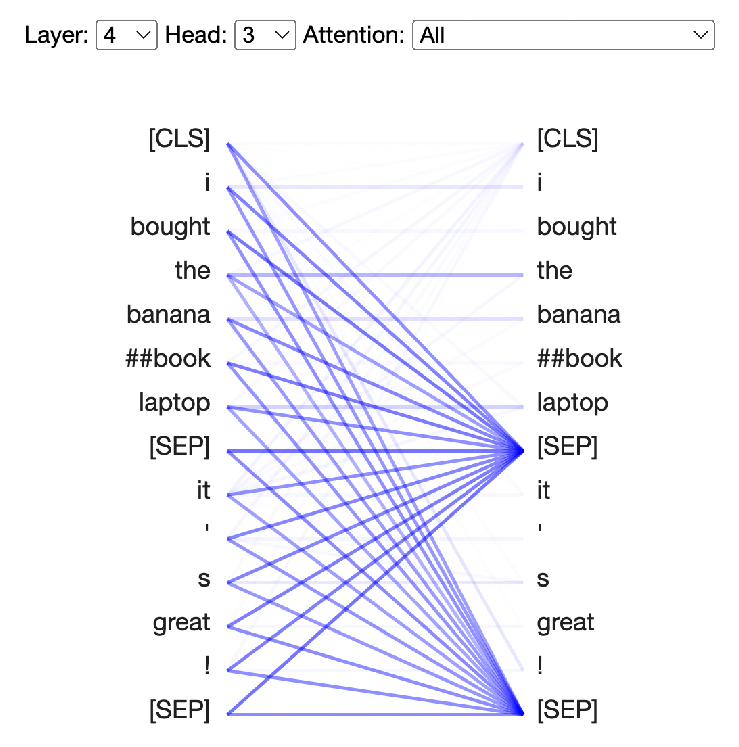 Layer: 4 Head: 3 Attention: All
[CLS] [CLS]
i i
bought bought
the the
banana banana
##book ##book
laptop laptop
[SEP] [SEP]
it it
' '
s s
great great
! !
[SEP] [SEP]